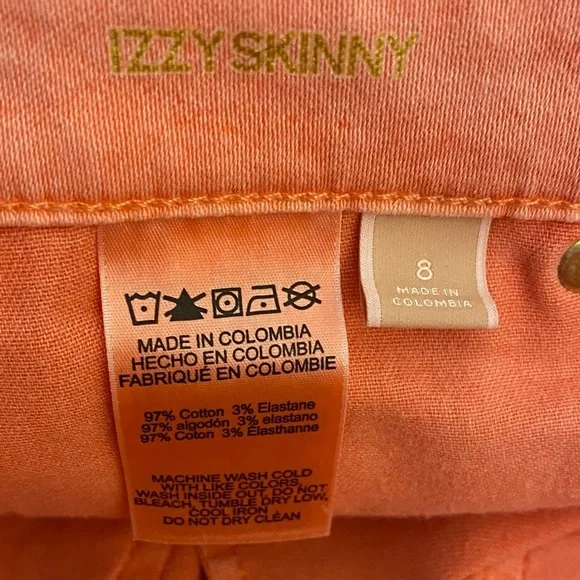 IZZY SKINNY
8
MADE IN
COLOMBIA
MADE IN COLOMBIA
HECHO EN COLOMBIA
FABRIQUÉ EN COLOMBIE
97% Cotton 3% Elastane
97% algodón 3% elastano
97% Coton 3% Élasthanne
MACHINE WASH COLD
WITH LIKE COLORS,
WASH INSIDE OUT, DO NOT
BLEACH, TUMBLE DRY LOW,
COOL IRON
DO NOT DRY CLEAN